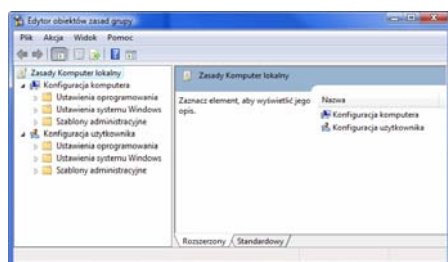 Edytor obiektów zasad grupy
Plik Akcja Widok Pomoc
Zasady Komputer lokalny
Konfiguracja komputera
Ustawienia oprogramowania
Ustawienia systemu Windows
Szablony administracyjne
Konfiguracja użytkownika
Ustawienia oprogramowania
Ustawienia systemu Windows
Szablony administracyjne
Zasady Komputer lokalny
Zaznacz element, aby wyświetlić jego
opis.
Nazwa
Konfiguracja komputera
Konfiguracja użytkownika
Rozszerzony
Standardowy